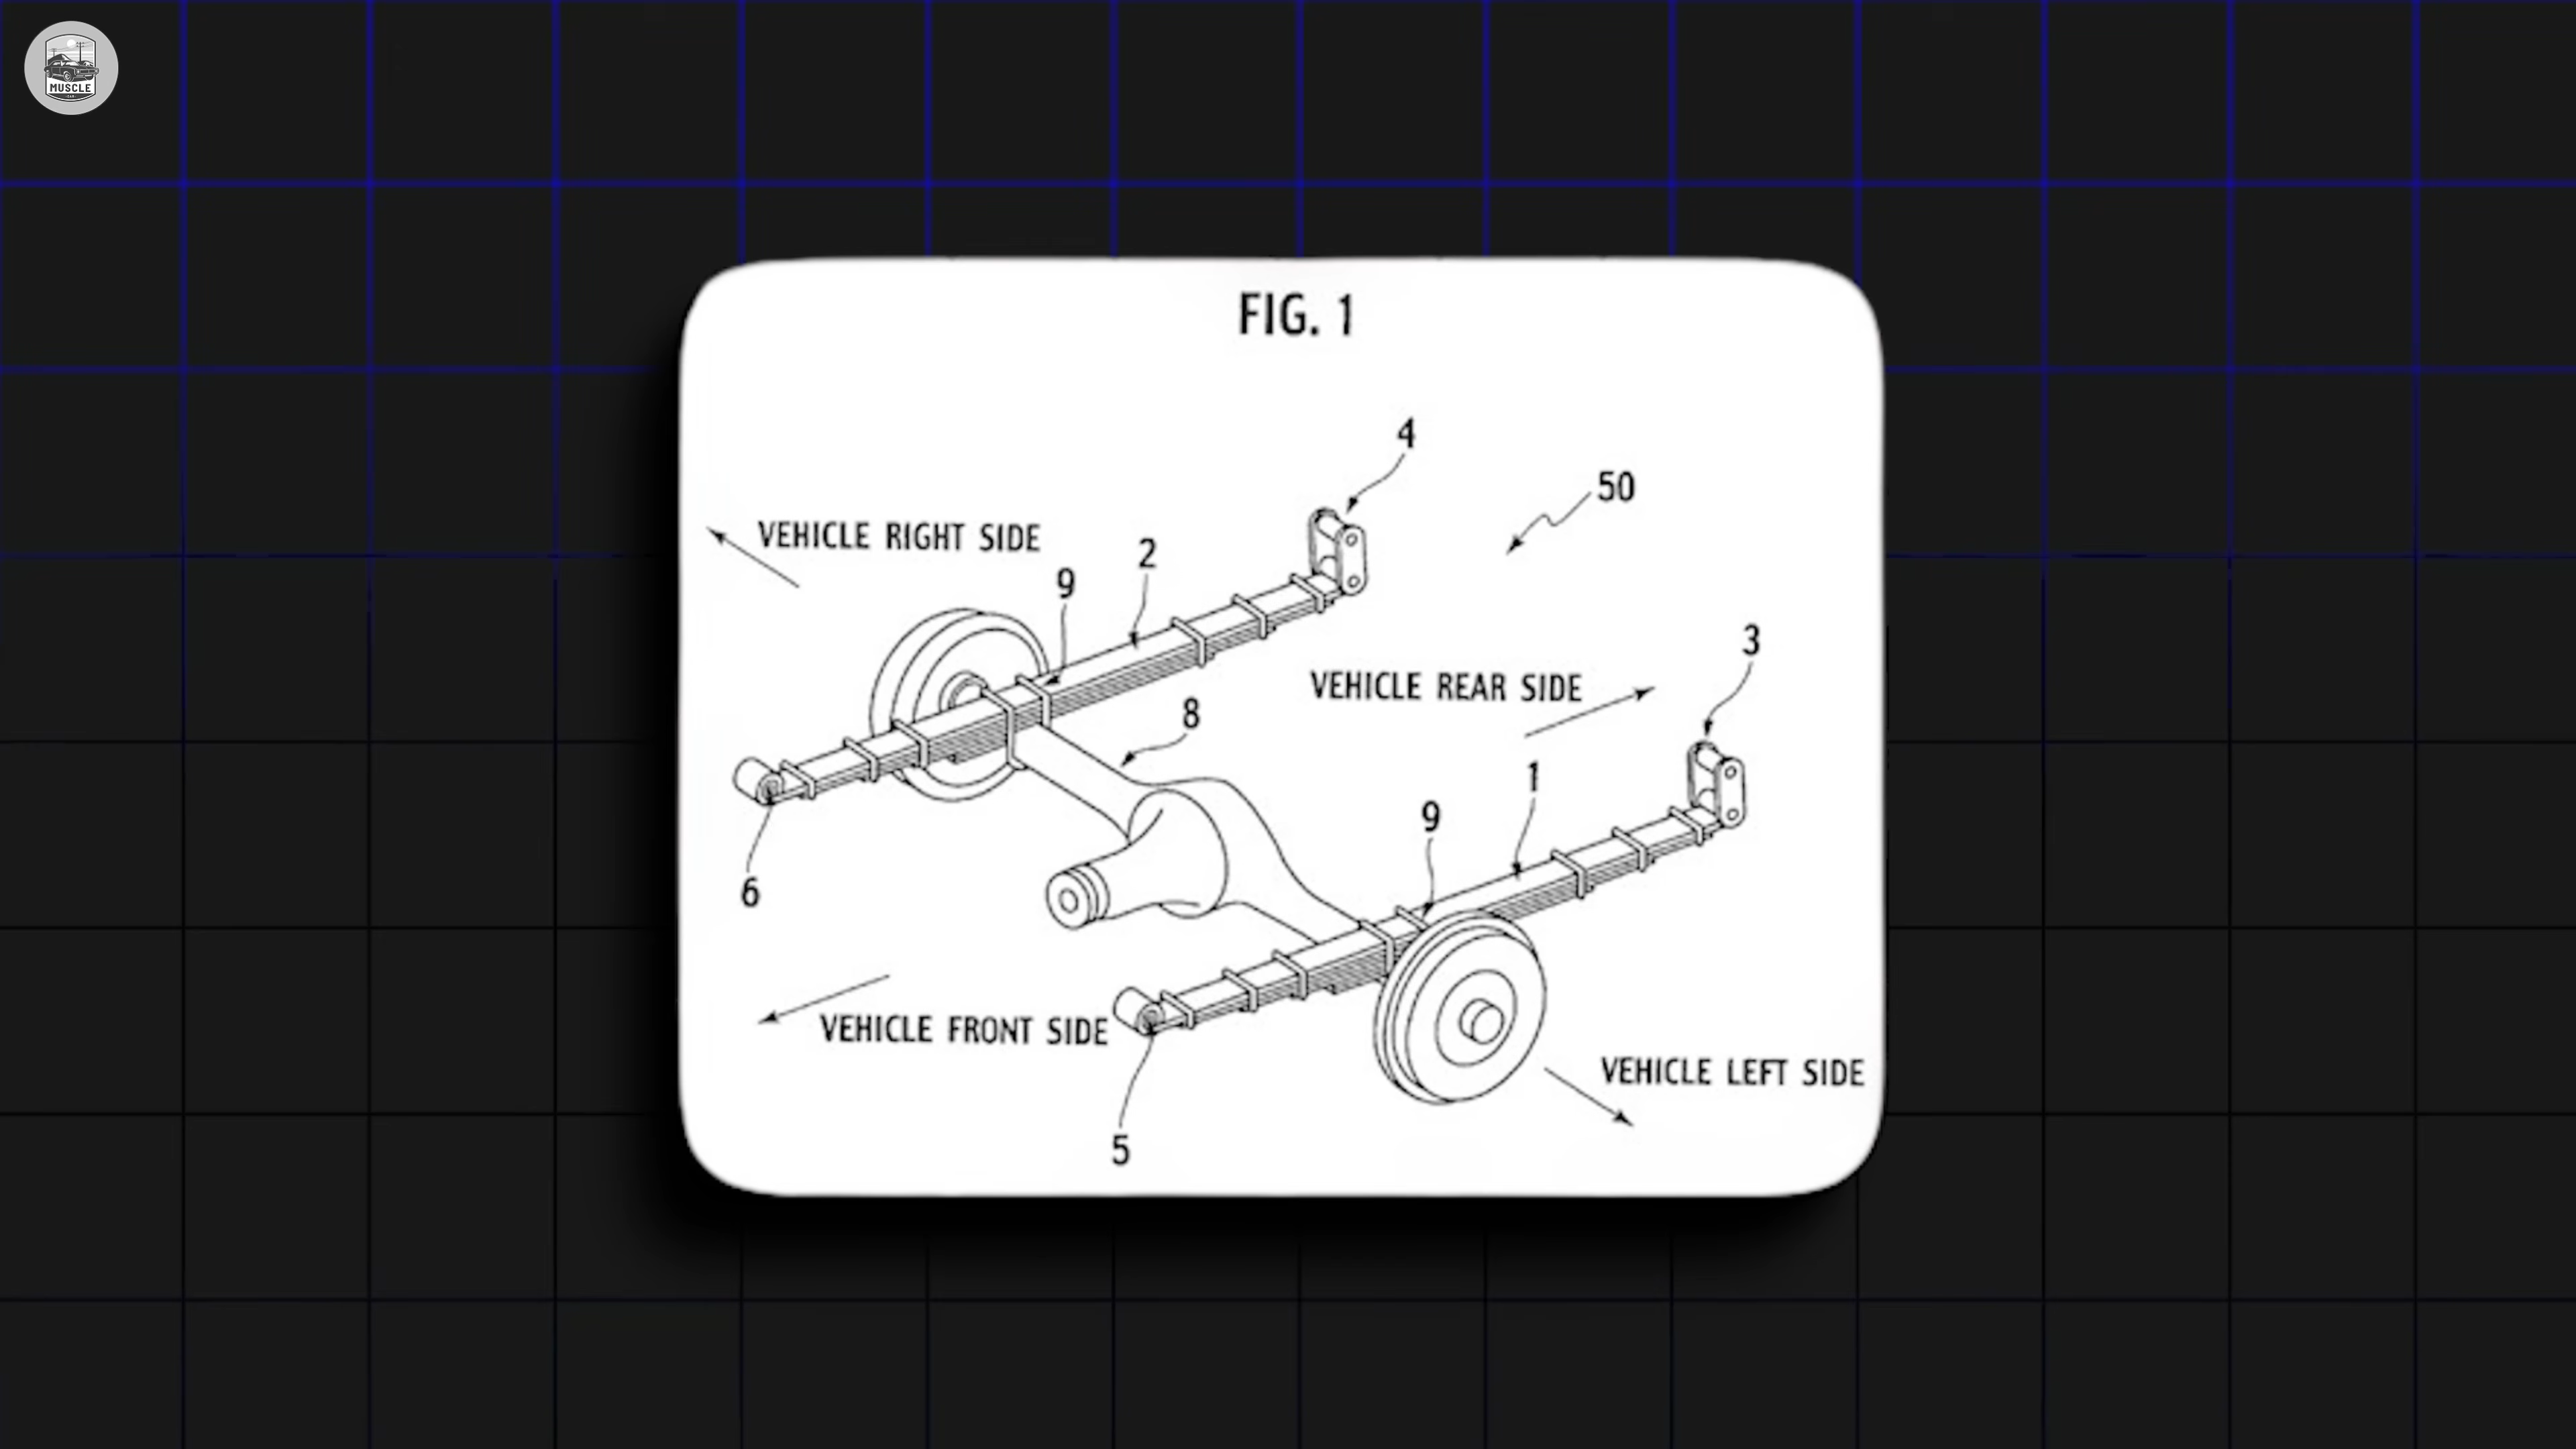 MUSCLE
FIG. 1
4
50
VEHICLE RIGHT SIDE
2
9
3
VEHICLE REAR SIDE
8
1
9
6
VEHICLE FRONT SIDE
VEHICLE LEFT SIDE
5